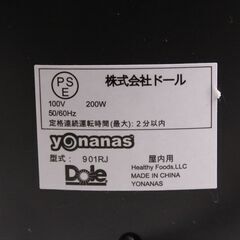 PS
E
株式会社ドール
100V 200W
50/60Hz
定格連続運転時間(最大): 2分以内
yonanas
型式: 901RJ
屋内用
Dole
Healthy Foods,LLC
MADE IN CHINA
YONANAS